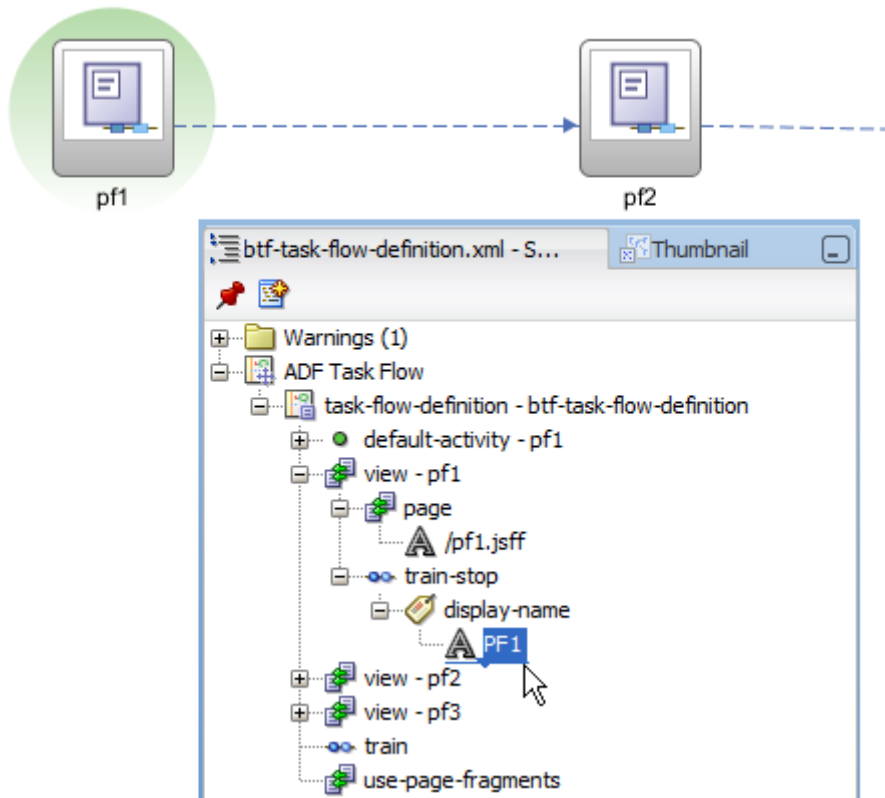 pf1
pf2
btf-task-flow-definition.xml - S...
Thumbnail
Warnings (1)
ADF Task Flow
task-flow-definition - btf-task-flow-definition
default-activity - pf1
view - pf1
page
/pf1.jsff
train-stop
display-name
PF1
view - pf2
view - pf3
train
use-page-fragments